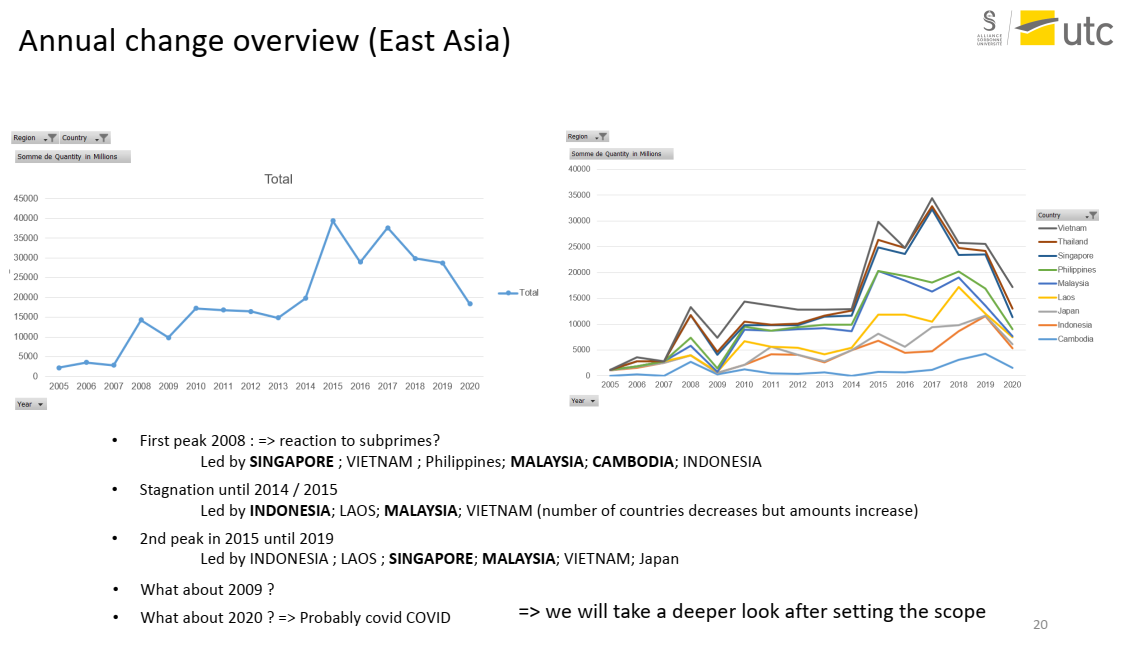 Annual change overview (East Asia)
S
ALLIANCE
SORBONNE
UNIVERSITÉ
utc
Region
Country
Somme de Quantity in Millions
Total
45000
40000
35000
30000
25000
20000
15000
10000
5000
0
2005 2006 2007 2008 2009 2010 2011 2012 2013 2014 2015 2016 2017 2018 2019 2020
Total
Year
Region
Somme de Quantity in Millions
40000
35000
30000
25000
20000
15000
10000
5000
0
2005 2006 2007 2008 2009 2010 2011 2012 2013 2014 2015 2016 2017 2018 2019 2020
Country
Vietnam
Thailand
Singapore
Philippines
Malaysia
Laos
Japan
Indonesia
Cambodia
Year
• First peak 2008 : => reaction to subprimes?
Led by SINGAPORE ; VIETNAM ; Philippines; MALAYSIA; CAMBODIA; INDONESIA
• Stagnation until 2014 / 2015
Led by INDONESIA; LAOS; MALAYSIA; VIETNAM (number of countries decreases but amounts increase)
• 2nd peak in 2015 until 2019
Led by INDONESIA ; LAOS ; SINGAPORE; MALAYSIA; VIETNAM; Japan
• What about 2009 ?
• What about 2020 ? => Probably covid COVID
=> we will take a deeper look after setting the scope
20